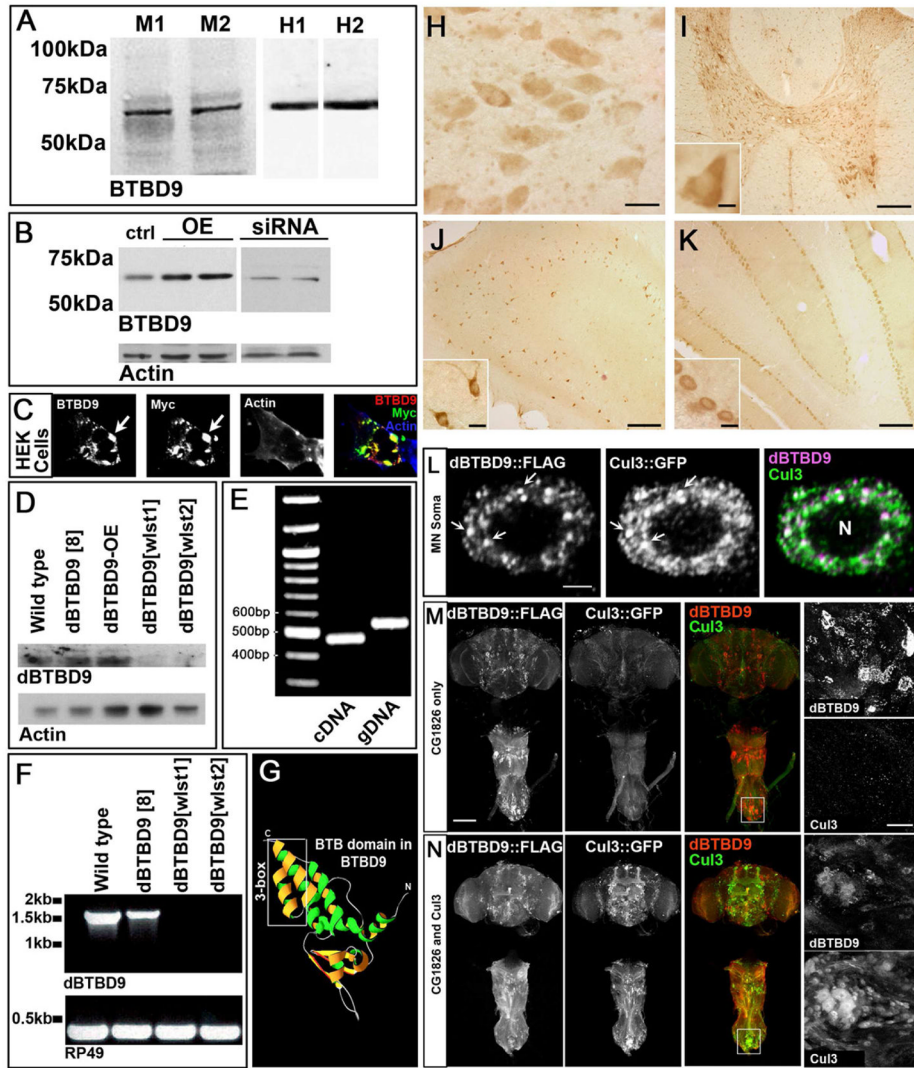 A
M1 M2 H1 H2
100kDa
75kDa
50kDa
BTBD9
B
ctrl OE siRNA
75kDa
50kDa
BTBD9
Actin
C
HEK Cells
BTBD9
Myc
Actin
BTBD9
Myc
Actin
D
Wild type
dBTBD9 [8]
dBTBD9-OE
dBTBD9[wlst1]
dBTBD9[wlst2]
dBTBD9
Actin
E
600bp
500bp
400bp
cDNA
gDNA
F
Wild type
dBTBD9 [8]
dBTBD9[wlst1]
dBTBD9[wlst2]
2kb
1.5kb
1kb
dBTBD9
0.5kb
RP49
G
C
BTB domain in
BTBD9
N
3-box
H
I
J
K
L
MN Soma
dBTBD9::FLAG
Cul3::GFP
dBTBD9
Cul3
N
M
CG1826 only
dBTBD9::FLAG
Cul3::GFP
dBTBD9
Cul3
dBTBD9
Cul3
N
CG1826 and Cul3
dBTBD9::FLAG
Cul3::GFP
dBTBD9
Cul3
dBTBD9
Cul3